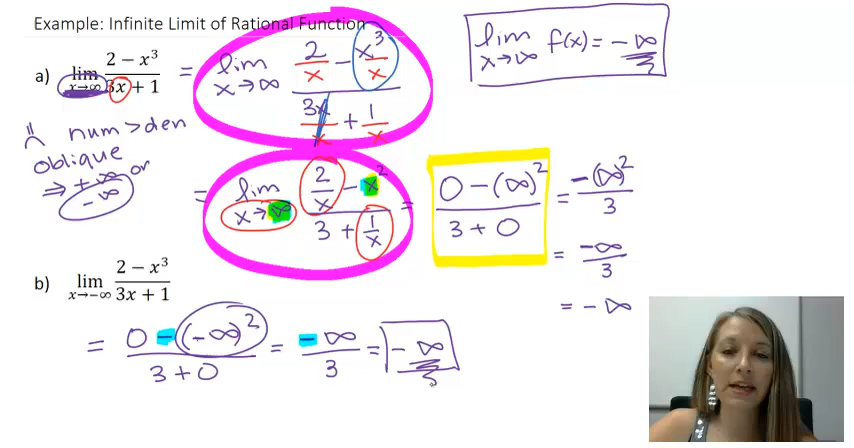 Example: Infinite Limit of Rational Function
a) lim x→∞ (2 − x³)/(3x + 1) = lim x→∞ (2/x − x³/x)/(3x/x + 1/x)
lim x→∞ f(x) = −∞
num > den
oblique
⇒ +∞ or
−∞
= lim x→∞ (2/x − x²)/(3 + 1/x) = (0 − (∞)²)/(3 + 0) = −(∞)²/3
= −∞/3
= −∞
b) lim x→−∞ (2 − x³)/(3x + 1)
= (0 − (−∞)²)/(3 + 0) = −∞/3 = −∞